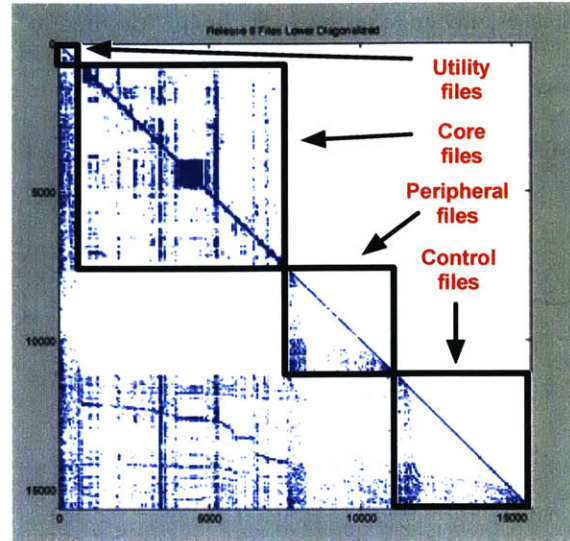 Release 8 Files Lower Diagonalized
0
Utility
files
Core
files
Peripheral
files
Control
files
5000
10000
15000
0
5000
10000
15000